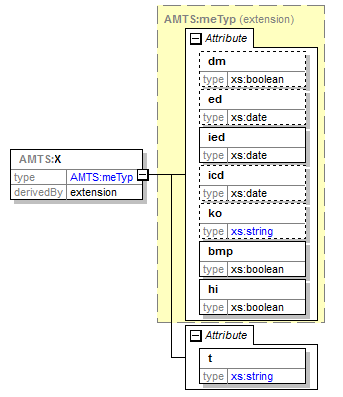 AMTS:meTyp (extension)
Attribute
dm
type xs:boolean
ed
type xs:date
ied
type xs:date
icd
type xs:date
ko
type xs:string
bmp
type xs:boolean
hi
type xs:boolean
AMTS:X
type AMTS:meTyp
derivedBy extension
Attribute
t
type xs:string